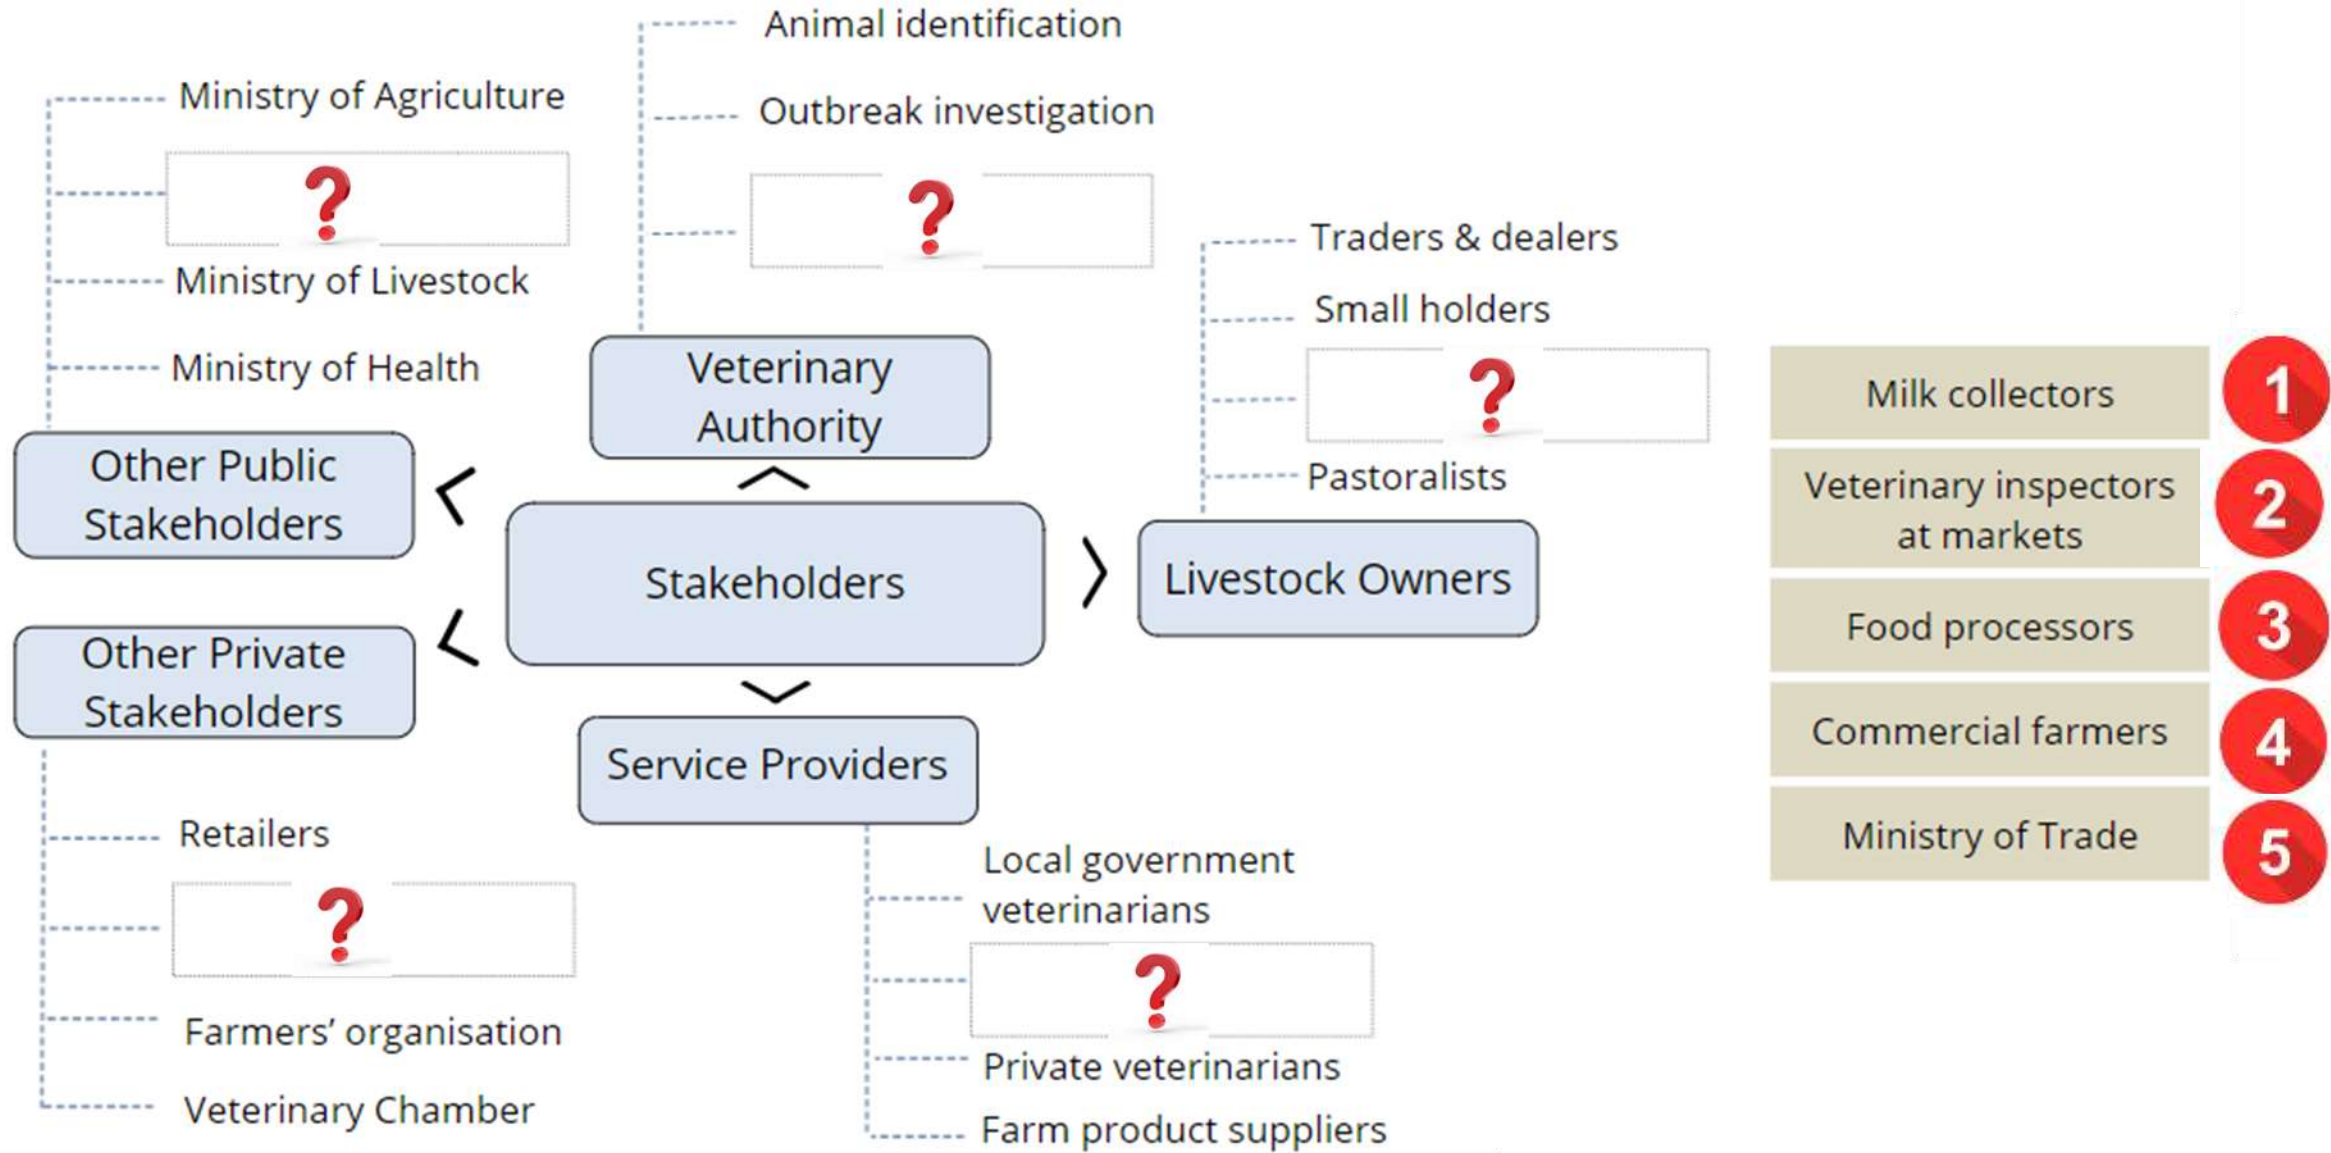 Animal identification
Outbreak investigation
?
Ministry of Agriculture
?
Ministry of Livestock
Ministry of Health
Traders & dealers
Small holders
?
Pastoralists
Veterinary
Authority
Other Public
Stakeholders
Stakeholders
Livestock Owners
Other Private
Stakeholders
Service Providers
Retailers
?
Farmers’ organisation
Veterinary Chamber
Local government
veterinarians
?
Private veterinarians
Farm product suppliers
Milk collectors 1
Veterinary inspectors
at markets 2
Food processors 3
Commercial farmers 4
Ministry of Trade 5